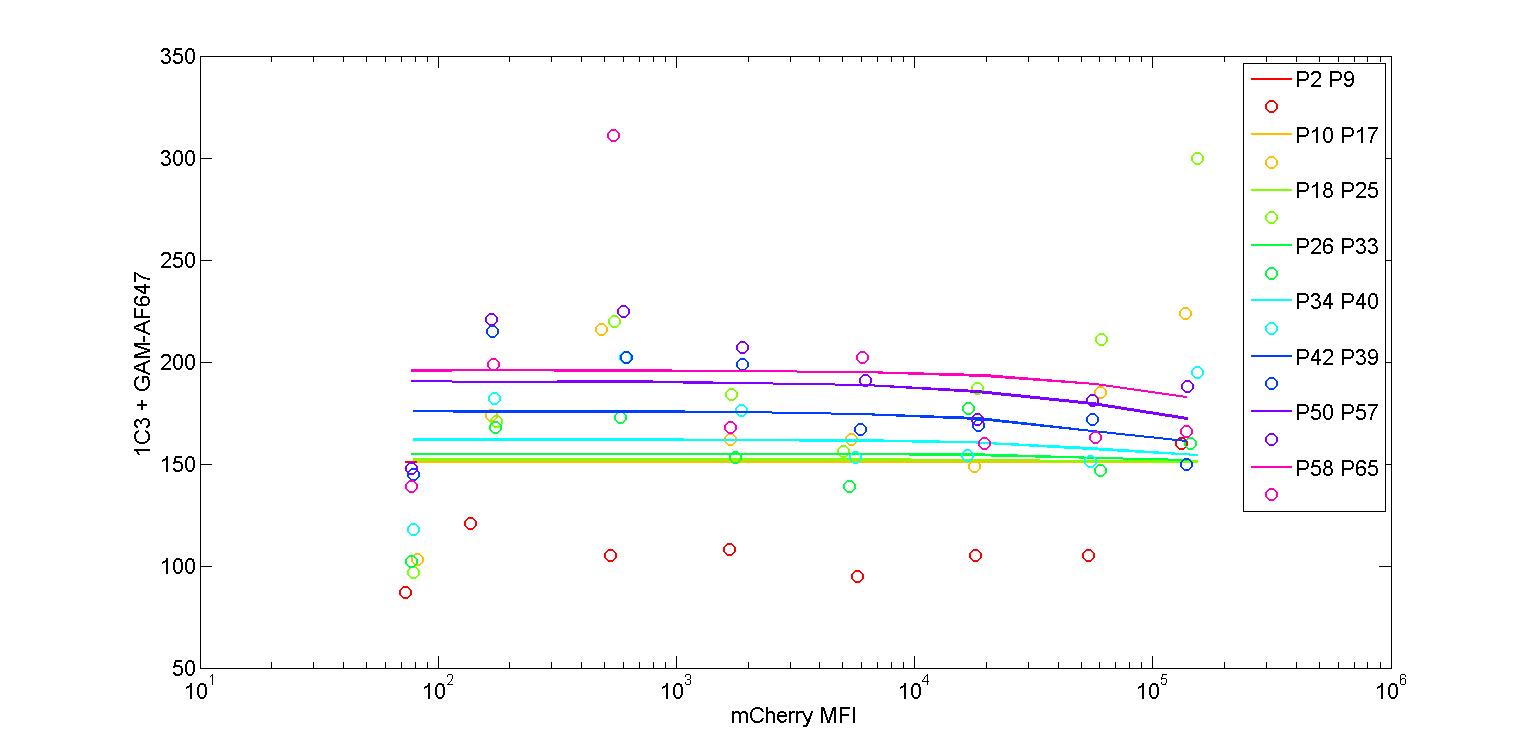 350
300
250
200
150
100
50
1C3 + GAM-AF647
10^1
10^2
10^3
10^4
10^5
10^6
mCherry MFI
P2 P9
P10 P17
P18 P25
P26 P33
P34 P40
P42 P39
P50 P57
P58 P65